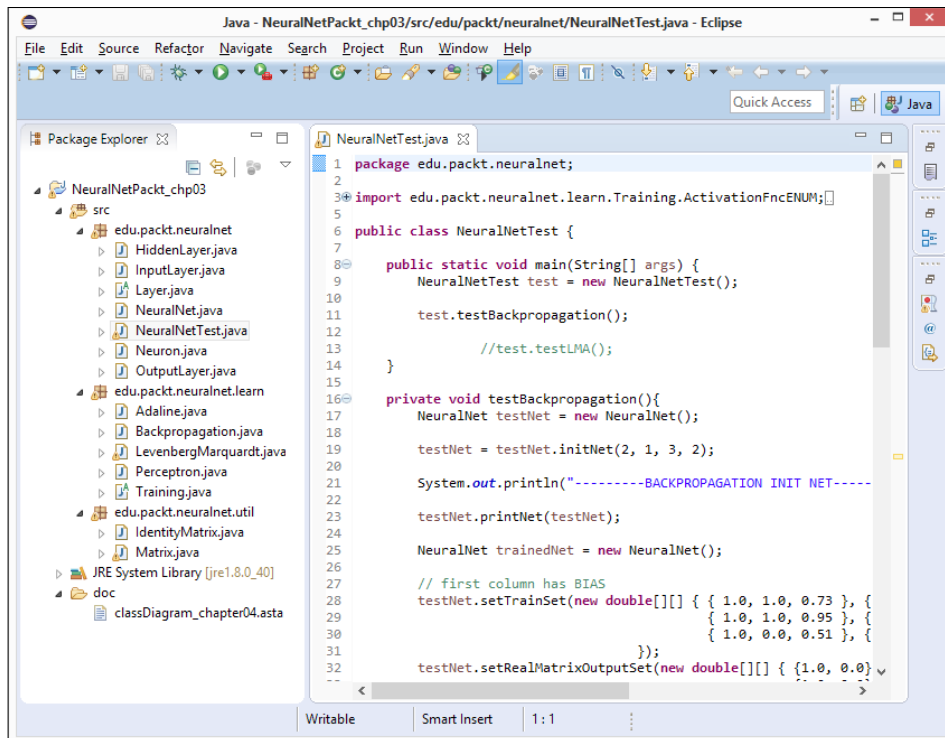 Java - NeuralNetPackt_chp03/src/edu/packt/neuralnet/NeuralNetTest.java - Eclipse
File Edit Source Refactor Navigate Search Project Run Window Help
Quick Access
Java
Package Explorer
NeuralNetPackt_chp03
src
edu.packt.neuralnet
HiddenLayer.java
InputLayer.java
Layer.java
NeuralNet.java
NeuralNetTest.java
Neuron.java
OutputLayer.java
edu.packt.neuralnet.learn
Adaline.java
Backpropagation.java
LevenbergMarquardt.java
Perceptron.java
Training.java
edu.packt.neuralnet.util
IdentityMatrix.java
Matrix.java
JRE System Library [jre1.8.0_40]
doc
classDiagram_chapter04.asta
NeuralNetTest.java
1 package edu.packt.neuralnet;
2
3 import edu.packt.neuralnet.learn.Training.ActivationFncENUM;
5
6 public class NeuralNetTest {
7
8 public static void main(String[] args) {
9 NeuralNetTest test = new NeuralNetTest();
10
11 test.testBackpropagation();
12
13 //test.testLMA();
14 }
15
16 private void testBackpropagation(){
17 NeuralNet testNet = new NeuralNet();
18
19 testNet = testNet.initNet(2, 1, 3, 2);
20
21 System.out.println("---------BACKPROPAGATION INIT NET-----
22
23 testNet.printNet(testNet);
24
25 NeuralNet trainedNet = new NeuralNet();
26
27 // first column has BIAS
28 testNet.setTrainSet(new double[][] { { 1.0, 1.0, 0.73 }, {
29 { 1.0, 1.0, 0.95 }, {
30 { 1.0, 0.0, 0.51 }, {
31 });
32 testNet.setRealMatrixOutputSet(new double[][] { {1.0, 0.0}
Writable Smart Insert 1 : 1